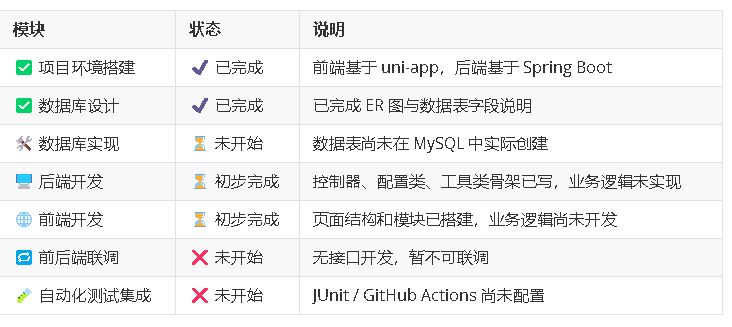 模块 状态 说明
✅ 项目环境搭建 ✔️ 已完成 前端基于 uni-app，后端基于 Spring Boot
✅ 数据库设计 ✔️ 已完成 已完成 ER 图与数据表字段说明
🛠️ 数据库实现 ⏳ 未开始 数据表尚未在 MySQL 中实际创建
🖥️ 后端开发 ⏳ 初步完成 控制器、配置类、工具类骨架已写，业务逻辑未实现
🌐 前端开发 ⏳ 初步完成 页面结构和模块已搭建，业务逻辑尚未开发
🔁 前后端联调 ❌ 未开始 无接口开发，暂不可联调
🧪 自动化测试集成 ❌ 未开始 JUnit / GitHub Actions 尚未配置